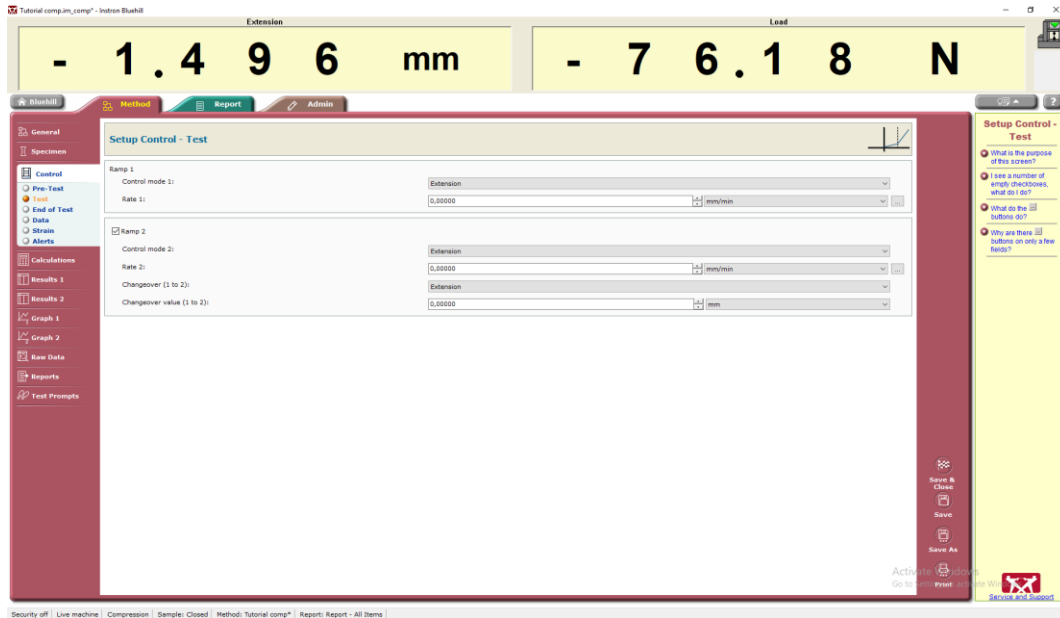 Tutorial comp.im_comp* - Instron Bluehill
Extension
Load
- 1.496 mm
- 76.18 N
Bluehill
Method
Report
Admin
?
General
Specimen
Control
Pre-Test
Test
End of Test
Data
Strain
Alerts
Calculations
Results 1
Results 2
Graph 1
Graph 2
Raw Data
Reports
Test Prompts
Setup Control - Test
Ramp 1
Control mode 1: Extension
Rate 1: 0,00000 mm/min ...
Ramp 2
Control mode 2: Extension
Rate 2: 0,00000 mm/min ...
Changeover (1 to 2): Extension
Changeover value (1 to 2): 0,00000 mm
Save &
Close
Save
Save As
Print
Setup Control -
Test
What is the purpose
of this screen?
I see a number of
empty checkboxes,
what do I do?
What do the
buttons do?
Why are there
buttons on only a few
fields?
Service and Support
Activate Windows
Security off Live machine Compression Sample: Closed Method: Tutorial comp* Report: Report - All Items